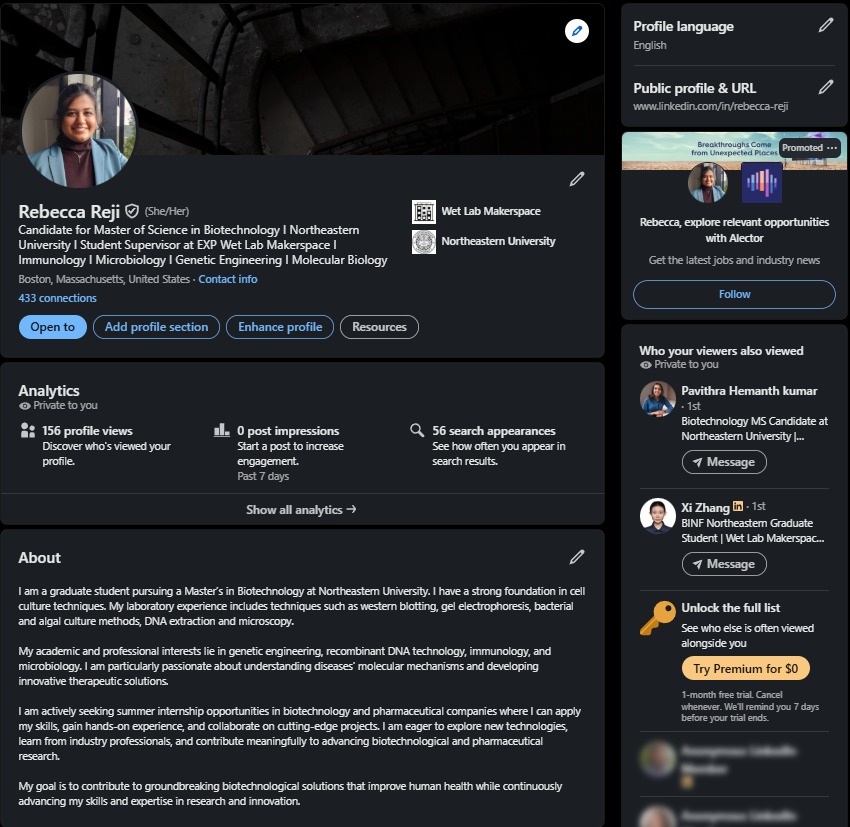 Rebecca Reji (She/Her)
Candidate for Master of Science in Biotechnology I Northeastern
University I Student Supervisor at EXP Wet Lab Makerspace I
Immunology I Microbiology I Genetic Engineering I Molecular Biology
Boston, Massachusetts, United States · Contact info
433 connections
Wet Lab Makerspace
Northeastern University
Open to
Add profile section
Enhance profile
Resources
Analytics
Private to you
156 profile views
Discover who's viewed your
profile.
0 post impressions
Start a post to increase
engagement.
Past 7 days
56 search appearances
See how often you appear in
search results.
Show all analytics →
About
I am a graduate student pursuing a Master's in Biotechnology at Northeastern University. I have a strong foundation in cell
culture techniques. My laboratory experience includes techniques such as western blotting, gel electrophoresis, bacterial
and algal culture methods, DNA extraction and microscopy.
My academic and professional interests lie in genetic engineering, recombinant DNA technology, immunology, and
microbiology. I am particularly passionate about understanding diseases' molecular mechanisms and developing
innovative therapeutic solutions.
I am actively seeking summer internship opportunities in biotechnology and pharmaceutical companies where I can apply
my skills, gain hands-on experience, and collaborate on cutting-edge projects. I am eager to explore new technologies,
learn from industry professionals, and contribute meaningfully to advancing biotechnological and pharmaceutical
research.
My goal is to contribute to groundbreaking biotechnological solutions that improve human health while continuously
advancing my skills and expertise in research and innovation.
Profile language
English
Public profile & URL
www.linkedin.com/in/rebecca-reji
Breakthroughs Come
from Unexpected Places
Promoted ···
Rebecca, explore relevant opportunities
with Alector
Get the latest jobs and industry news
Follow
Who your viewers also viewed
Private to you
Pavithra Hemanth kumar
· 1st
Biotechnology MS Candidate at
Northeastern University |...
Message
Xi Zhang in · 1st
BINF Northeastern Graduate
Student | Wet Lab Makerspac...
Message
Unlock the full list
See who else is often viewed
alongside you
Try Premium for $0
1-month free trial. Cancel
whenever. We'll remind you 7 days
before your trial ends.